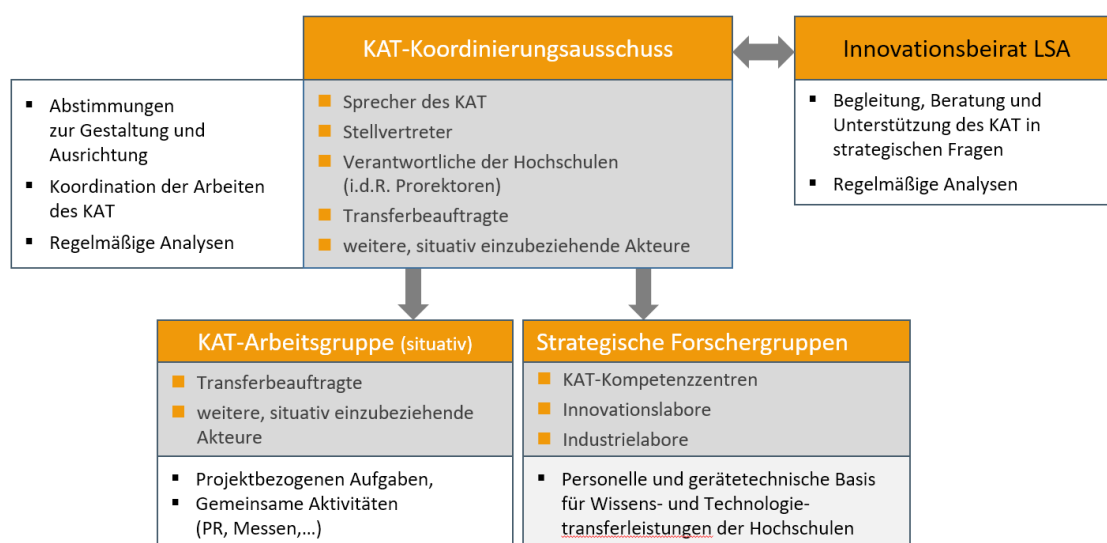 KAT-Koordinierungsausschuss
Innovationsbeirat LSA
Abstimmungen
zur Gestaltung und
Ausrichtung
Koordination der Arbeiten
des KAT
Regelmäßige Analysen
Sprecher des KAT
Stellvertreter
Verantwortliche der Hochschulen
(i.d.R. Prorektoren)
Transferbeauftragte
weitere, situativ einzubeziehende Akteure
Begleitung, Beratung und
Unterstützung des KAT in
strategischen Fragen
Regelmäßige Analysen
KAT-Arbeitsgruppe (situativ)
Transferbeauftragte
weitere, situativ einzubeziehende
Akteure
Projektbezogenen Aufgaben,
Gemeinsame Aktivitäten
(PR, Messen,...)
Strategische Forschergruppen
KAT-Kompetenzzentren
Innovationslabore
Industrielabore
Personelle und gerätetechnische Basis
für Wissens- und Technologie-
transferleistungen der Hochschulen